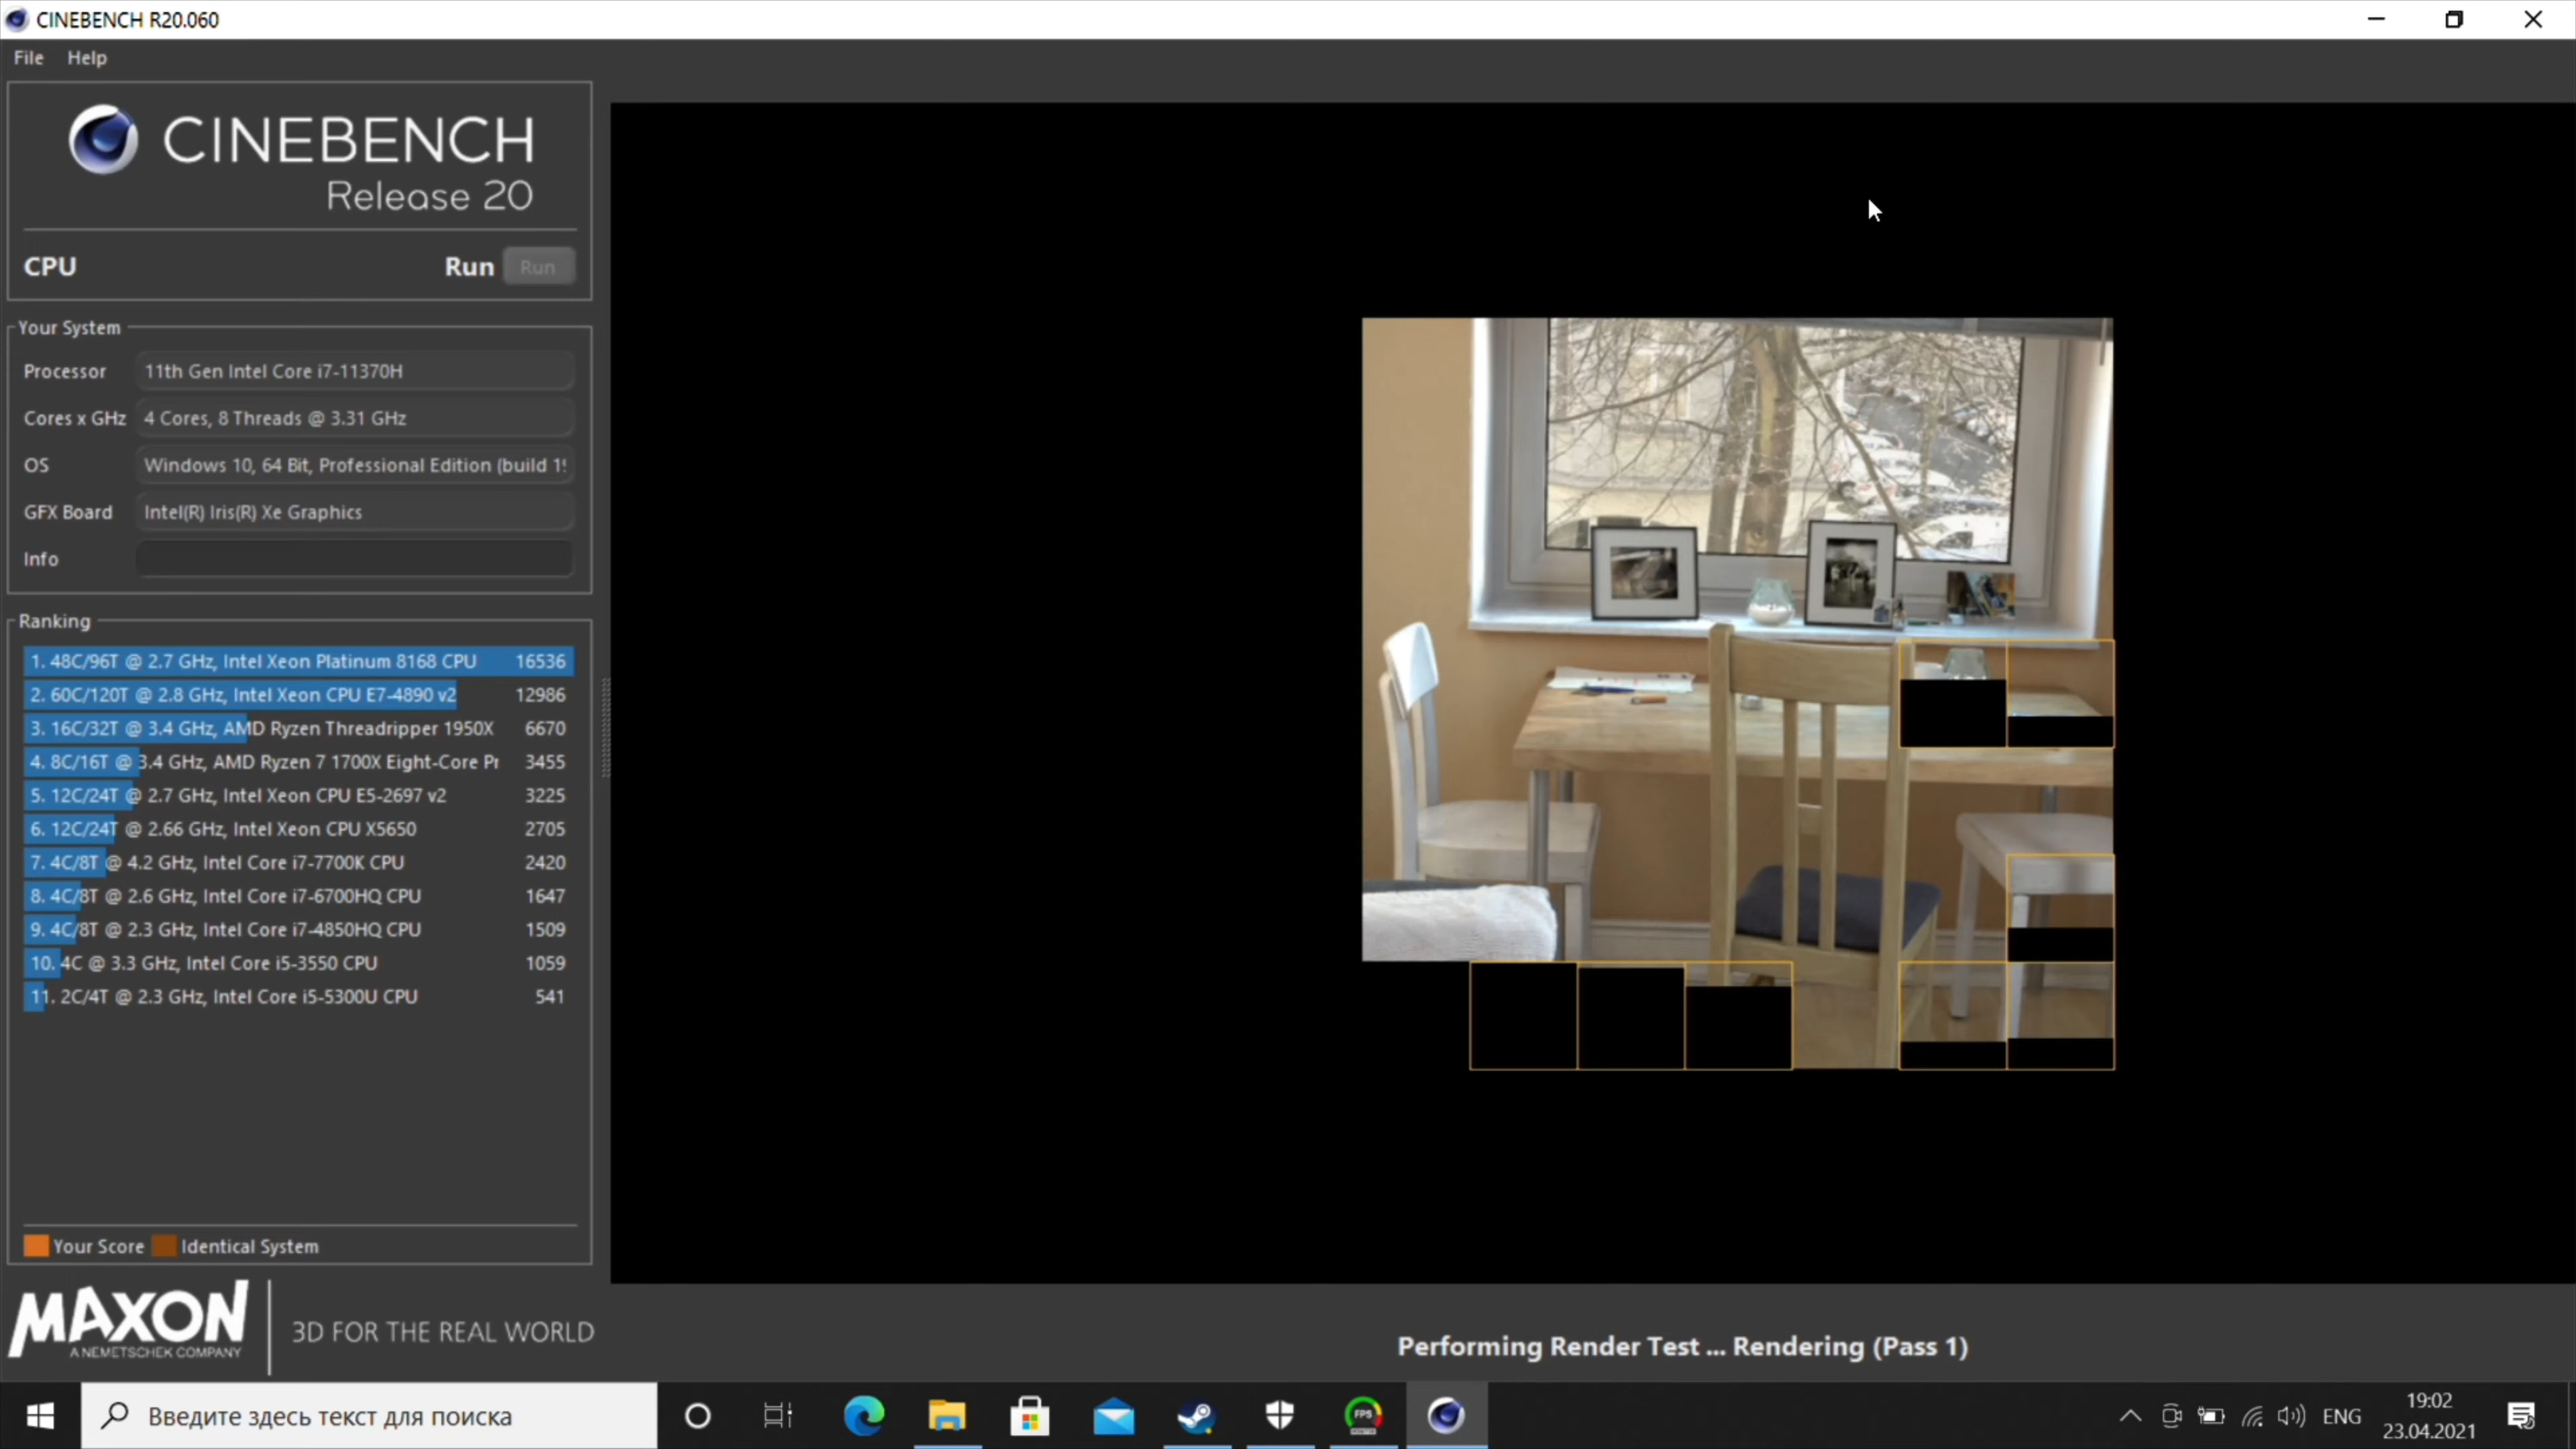 CINEBENCH R20.060
File Help
CINEBENCH
Release 20
CPU Run Run
Your System
Processor 11th Gen Intel Core i7-11370H
Cores x GHz 4 Cores, 8 Threads @ 3.31 GHz
OS Windows 10, 64 Bit, Professional Edition (build 19
GFX Board Intel(R) Iris(R) Xe Graphics
Info
Ranking
1. 48C/96T @ 2.7 GHz, Intel Xeon Platinum 8168 CPU 16536
2. 60C/120T @ 2.8 GHz, Intel Xeon CPU E7-4890 v2 12986
3. 16C/32T @ 3.4 GHz, AMD Ryzen Threadripper 1950X 6670
4. 8C/16T @ 3.4 GHz, AMD Ryzen 7 1700X Eight-Core Pr 3455
5. 12C/24T @ 2.7 GHz, Intel Xeon CPU E5-2697 v2 3225
6. 12C/24T @ 2.66 GHz, Intel Xeon CPU X5650 2705
7. 4C/8T @ 4.2 GHz, Intel Core i7-7700K CPU 2420
8. 4C/8T @ 2.6 GHz, Intel Core i7-6700HQ CPU 1647
9. 4C/8T @ 2.3 GHz, Intel Core i7-4850HQ CPU 1509
10. 4C @ 3.3 GHz, Intel Core i5-3550 CPU 1059
11. 2C/4T @ 2.3 GHz, Intel Core i5-5300U CPU 541
Your Score Identical System
MAXON
A NEMETSCHEK COMPANY
3D FOR THE REAL WORLD
Performing Render Test ... Rendering (Pass 1)
Введите здесь текст для поиска
FPS
MONITOR
ENG
19:02
23.04.2021